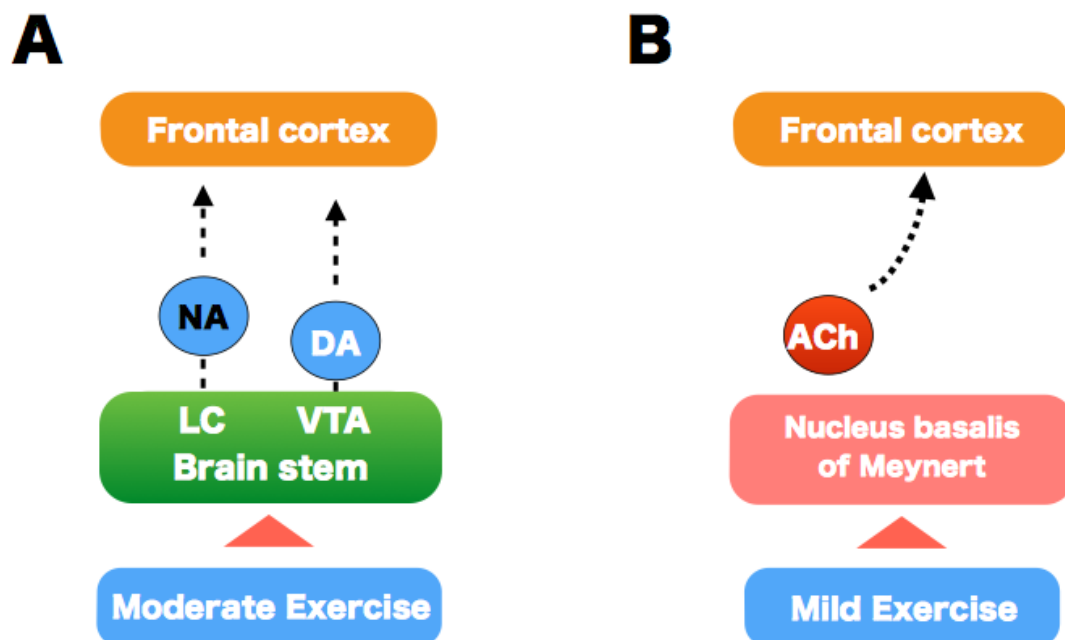 A
Frontal cortex
NA
DA
LC VTA
Brain stem
Moderate Exercise
B
Frontal cortex
ACh
Nucleus basalis
of Meynert
Mild Exercise